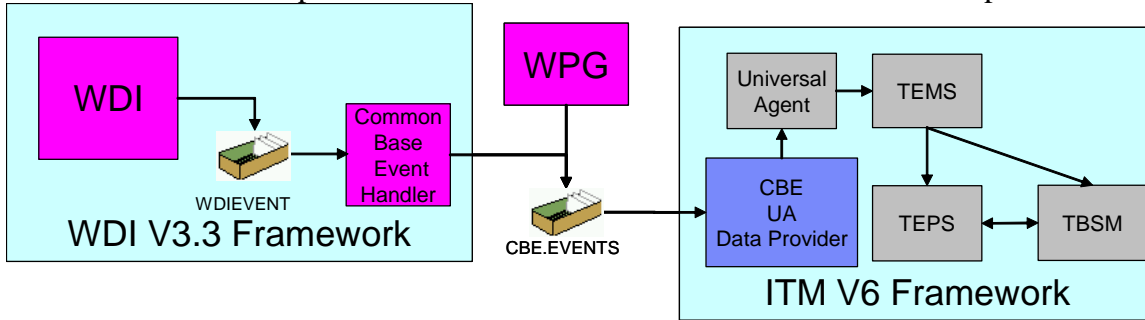 WDI
WDIEVENT
Common
Base
Event
Handler
WDI V3.3 Framework
WPG
CBE.EVENTS
Universal
Agent
TEMS
CBE
UA
Data Provider
TEPS
TBSM
ITM V6 Framework